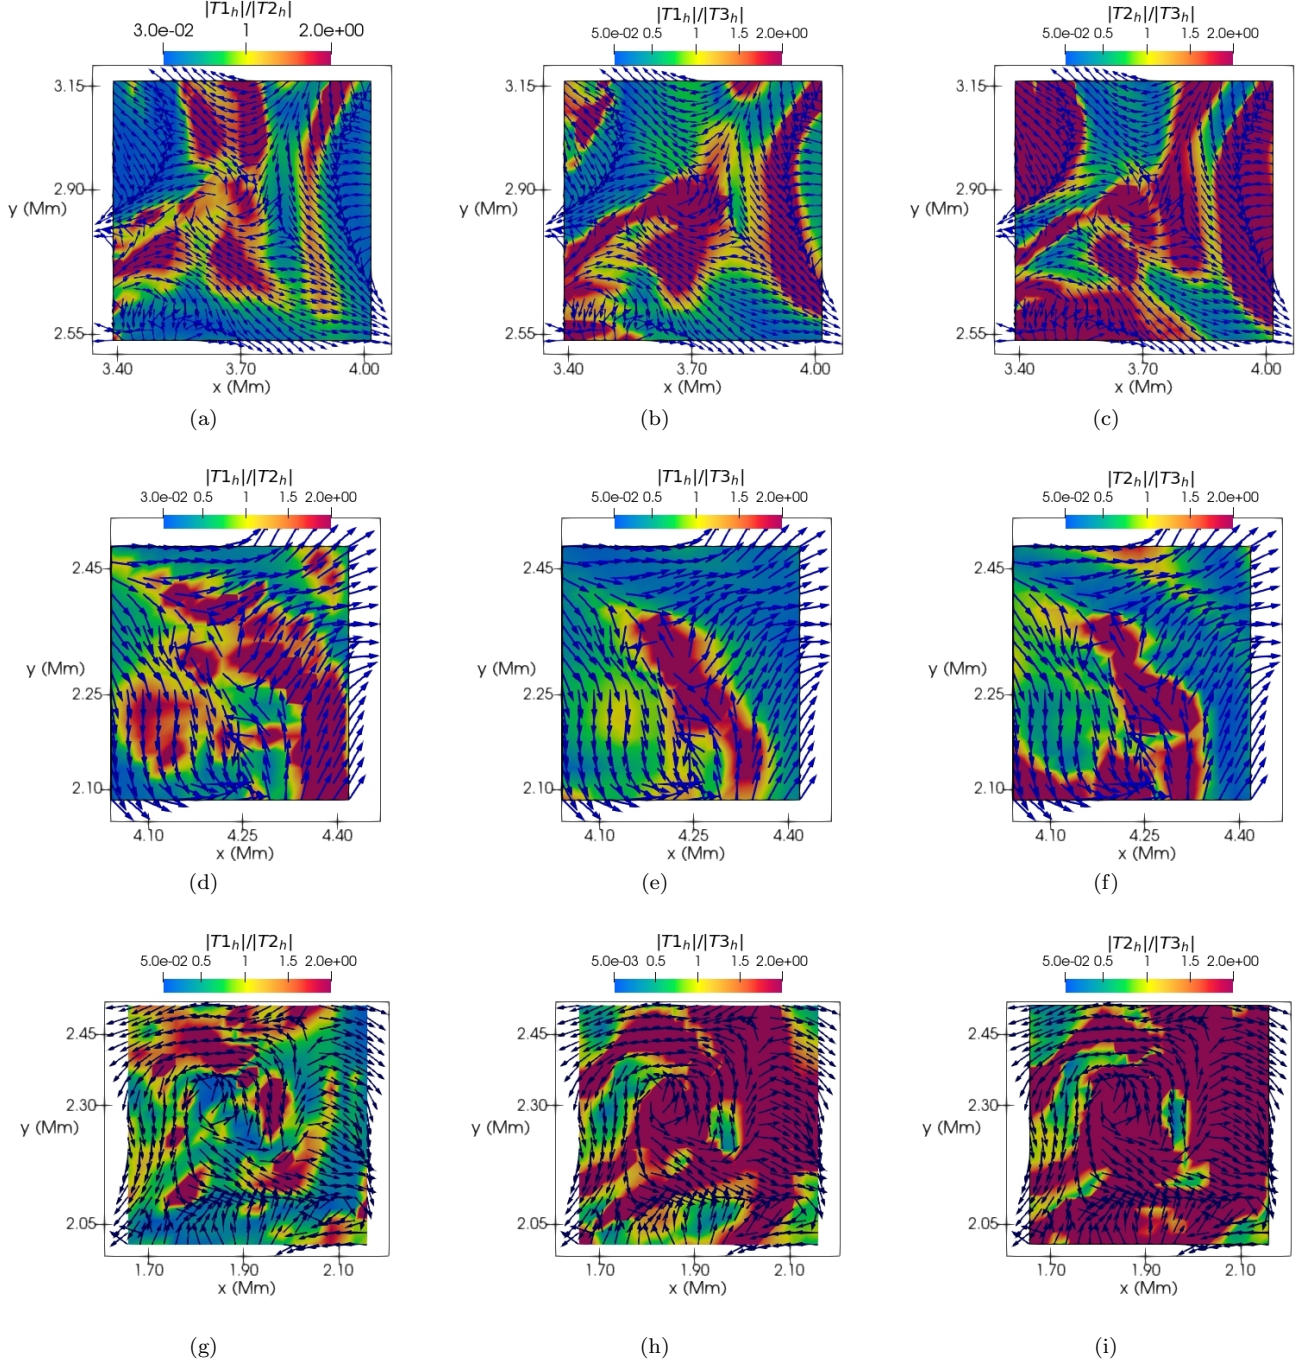 |T1h|/|T2h| |T1h|/|T3h| |T2h|/|T3h|
3.0e-02 1 2.0e+00 5.0e-02 0.5 1 1.5 2.0e+00 5.0e-02 0.5 1 1.5 2.0e+00
3.15 3.15 3.15
2.90 2.90 2.90
y (Mm) y (Mm) y (Mm)
2.55 2.55 2.55
3.40 3.70 4.00 3.40 3.70 4.00 3.40 3.70 4.00
x (Mm) x (Mm) x (Mm)
(a) (b) (c)
|T1h|/|T2h| |T1h|/|T3h| |T2h|/|T3h|
3.0e-02 0.5 1 1.5 2.0e+00 5.0e-02 0.5 1 1.5 2.0e+00 5.0e-02 0.5 1 1.5 2.0e+00
2.45 2.45 2.45
y (Mm) y (Mm) y (Mm)
2.25 2.25 2.25
2.10 2.10 2.10
4.10 4.25 4.40 4.10 4.25 4.40 4.10 4.25 4.40
x (Mm) x (Mm) x (Mm)
(d) (e) (f)
|T1h|/|T2h| |T1h|/|T3h| |T2h|/|T3h|
5.0e-02 0.5 1 1.5 2.0e+00 5.0e-03 0.5 1 1.5 2.0e+00 5.0e-02 0.5 1 1.5 2.0e+00
2.45 2.45 2.45
2.30 2.30 2.30
y (Mm) y (Mm) y (Mm)
2.05 2.05 2.05
1.70 1.90 2.10 1.70 1.90 2.10 1.70 1.90 2.10
x (Mm) x (Mm) x (Mm)
(g) (h) (i)